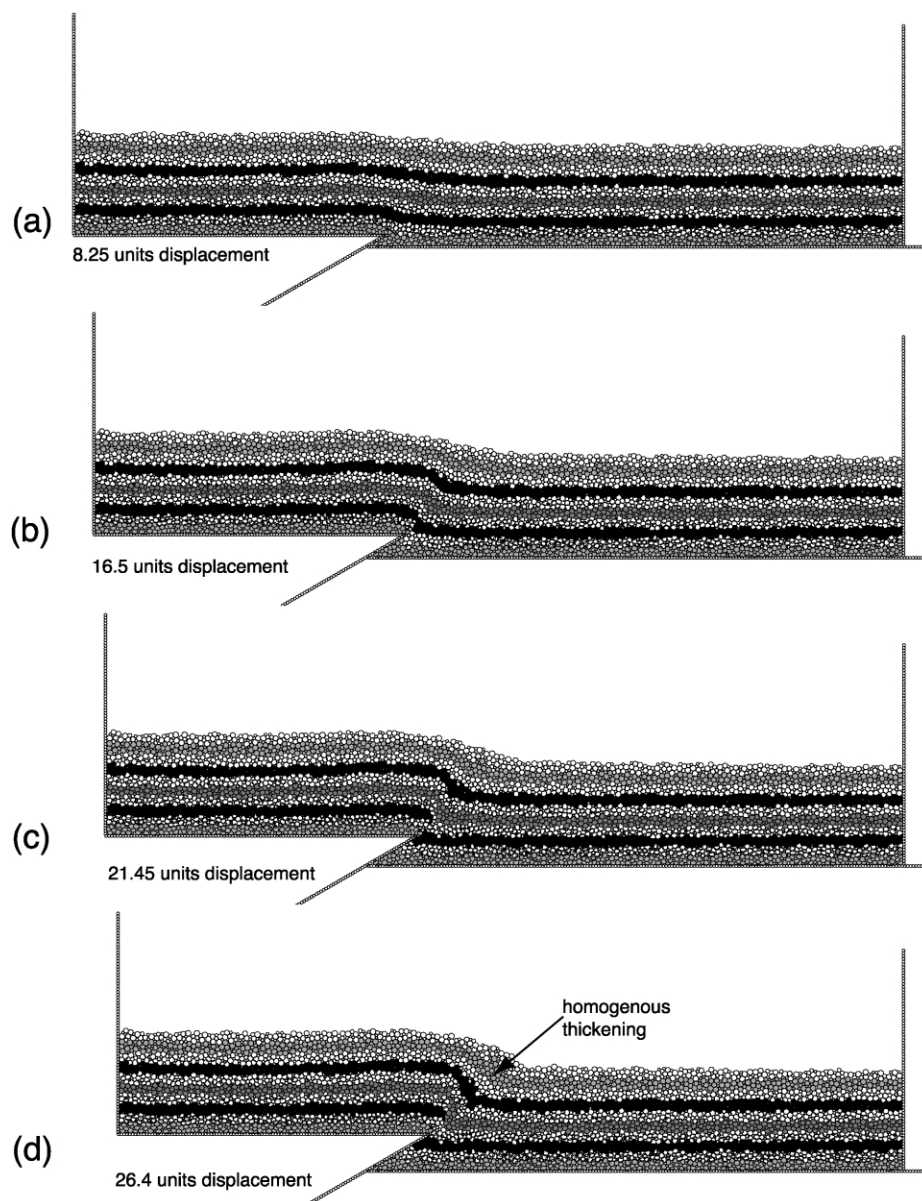 (a)
8.25 units displacement
(b)
16.5 units displacement
(c)
21.45 units displacement
homogenous
thickening
(d)
26.4 units displacement